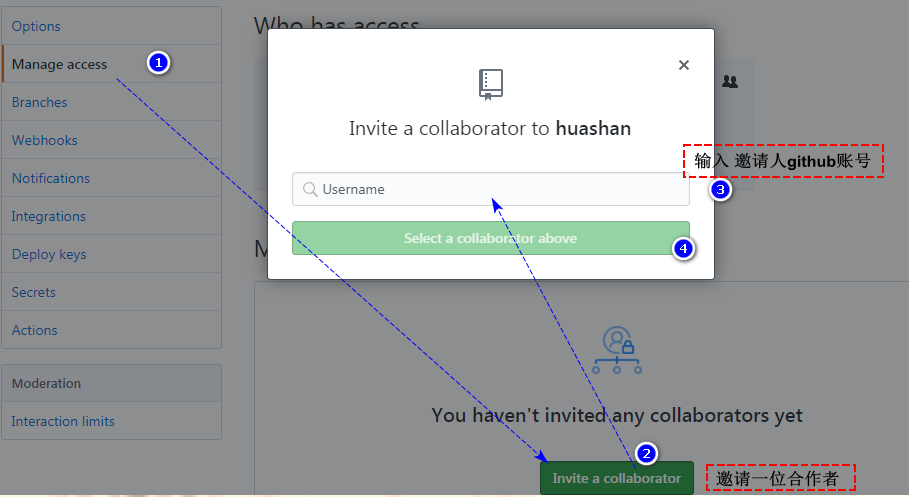 Options
Manage access
1
Branches
Webhooks
Notifications
Integrations
Deploy keys
Secrets
Actions
Moderation
Interaction limits
Who has access
Invite a collaborator to huashan
输入 邀请人github账号
3
Username
Select a collaborator above
4
M
You haven't invited any collaborators yet
2
Invite a collaborator
邀请一位合作者